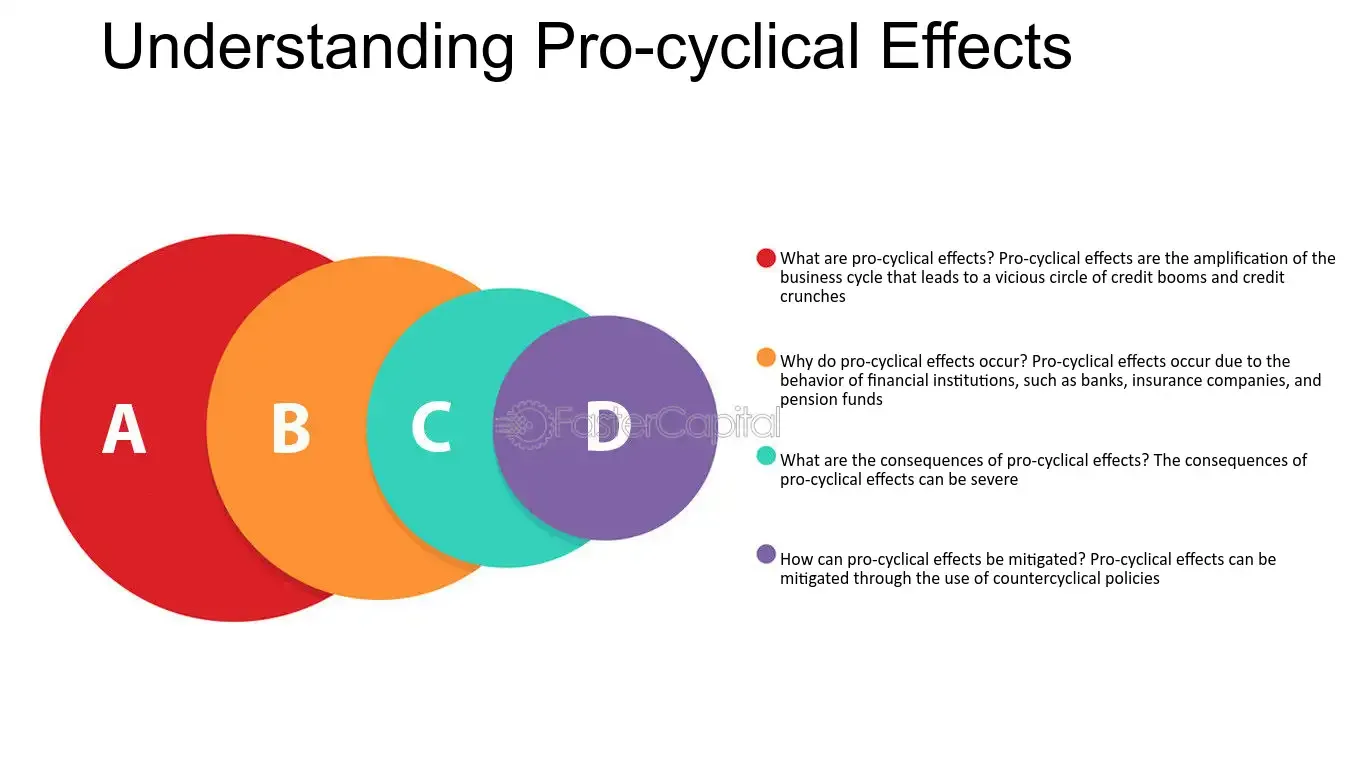 Understanding Pro-cyclical Effects
What are pro-cyclical effects? Pro-cyclical effects are the amplification of the
business cycle that leads to a vicious circle of credit booms and credit
crunches
Why do pro-cyclical effects occur? Pro-cyclical effects occur due to the
behavior of financial institutions, such as banks, insurance companies, and
pension funds
A
B
C
D
FasterCapital
What are the consequences of pro-cyclical effects? The consequences of
pro-cyclical effects can be severe
How can pro-cyclical effects be mitigated? Pro-cyclical effects can be
mitigated through the use of countercyclical policies